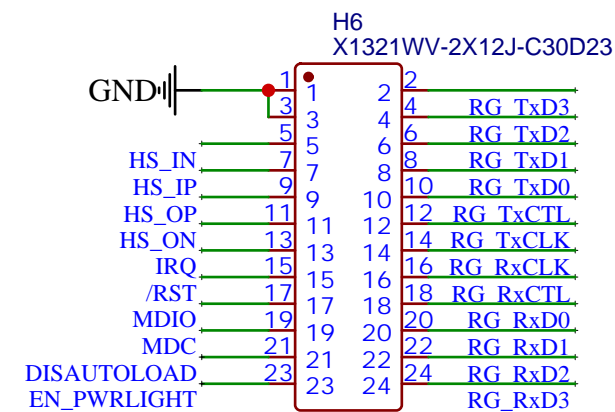 H6
X1321WV-2X12J-C30D23
GND 1 1 2 2
3 3 4 4 RG_TxD3
5 5 6 6 RG_TxD2
HS_IN 7 7 8 8 RG_TxD1
HS_IP 9 9 10 10 RG_TxD0
HS_OP 11 11 12 12 RG_TxCTL
HS_ON 13 13 14 14 RG_TxCLK
IRQ 15 15 16 16 RG_RxCLK
/RST 17 17 18 18 RG_RxCTL
MDIO 19 19 20 20 RG_RxD0
MDC 21 21 22 22 RG_RxD1
DISAUTOLOAD 23 23 24 24 RG_RxD2
EN_PWRLIGHT RG_RxD3